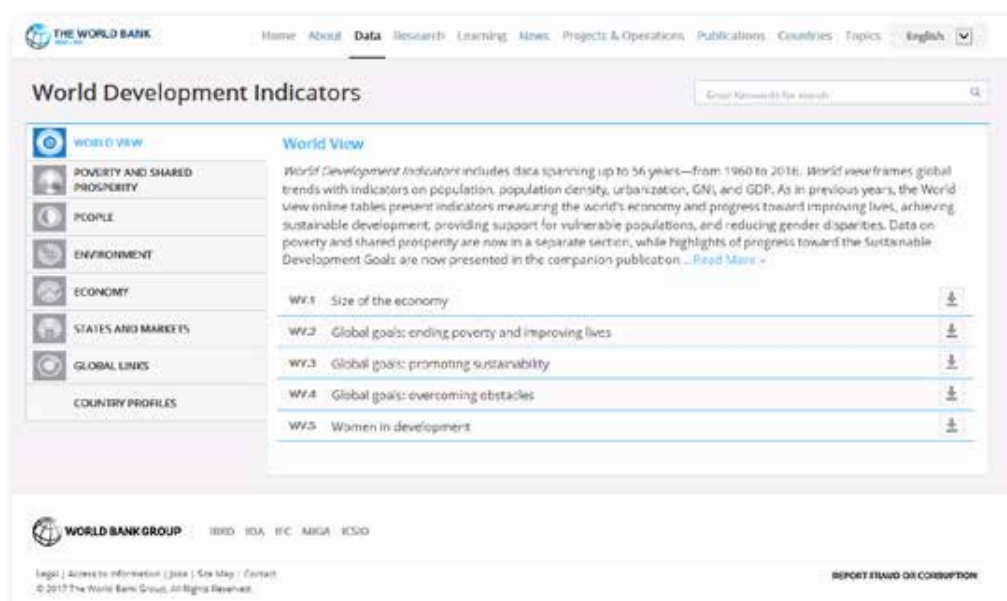 THE WORLD BANK
Home About Data Research Learning News Projects & Operations Publications Countries Topics English
World Development Indicators
Enter Keywords for search
WORLD VIEW
POVERTY AND SHARED
PROSPERITY
PEOPLE
ENVIRONMENT
ECONOMY
STATES AND MARKETS
GLOBAL LINKS
COUNTRY PROFILES
World View
World Development Indicators includes data spanning up to 56 years—from 1960 to 2016. World view frames global
trends with indicators on population, population density, urbanization, GNI, and GDP. As in previous years, the World
view online tables present indicators measuring the world's economy and progress toward improving lives, achieving
sustainable development, providing support for vulnerable populations, and reducing gender disparities. Data on
poverty and shared prosperity are now in a separate section, while highlights of progress toward the Sustainable
Development Goals are now presented in the companion publication ...Read More »
WV.1 Size of the economy
WV.2 Global goals: ending poverty and improving lives
WV.3 Global goals: promoting sustainability
WV.4 Global goals: overcoming obstacles
WV.5 Women in development
WORLD BANK GROUP IBRD IDA IFC MIGA ICSID
Legal | Access to Information | Jobs | Site Map | Contact
© 2017 The World Bank Group, All Rights Reserved.
REPORT FRAUD OR CORRUPTION